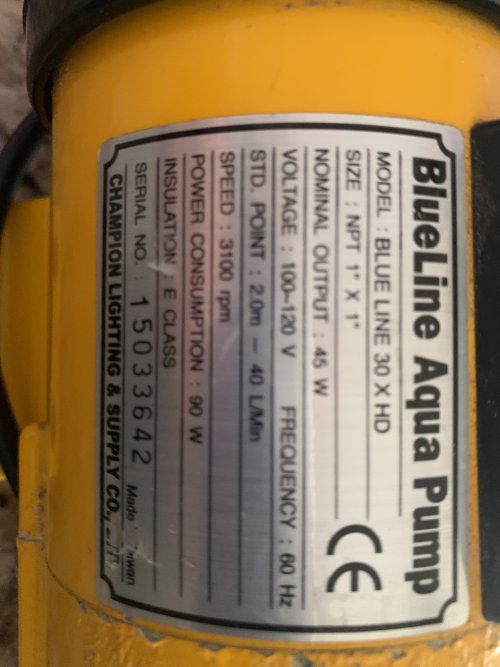 BlueLine Aqua Pump
MODEL : BLUE LINE 30 X HD
SIZE : NPT 1" X 1"
CE
NOMINAL OUTPUT : 45 W
VOLTAGE : 100~120 V FREQUENCY : 60 Hz
STD. POINT : 2.0m — 40 L/Min
SPEED : 3100 rpm
POWER CONSUMPTION : 90 W
INSULATION : E CLASS
SERIAL NO. : 15033642 Made Taiwan
CHAMPION LIGHTING & SUPPLY CO.,